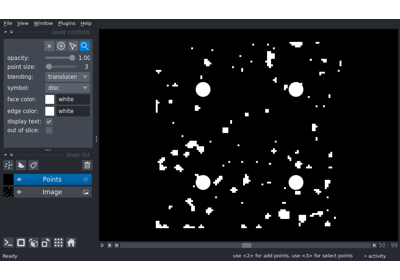 File View Window Plugins Help
layer controls
opacity: 1.00
point size: 3
blending: translucen
symbol: disc
face color: white
edge color: white
display text:
out of slice:
layer list
Points
Image
0 50 99
Ready use <2> for add points, use <3> for select points activity